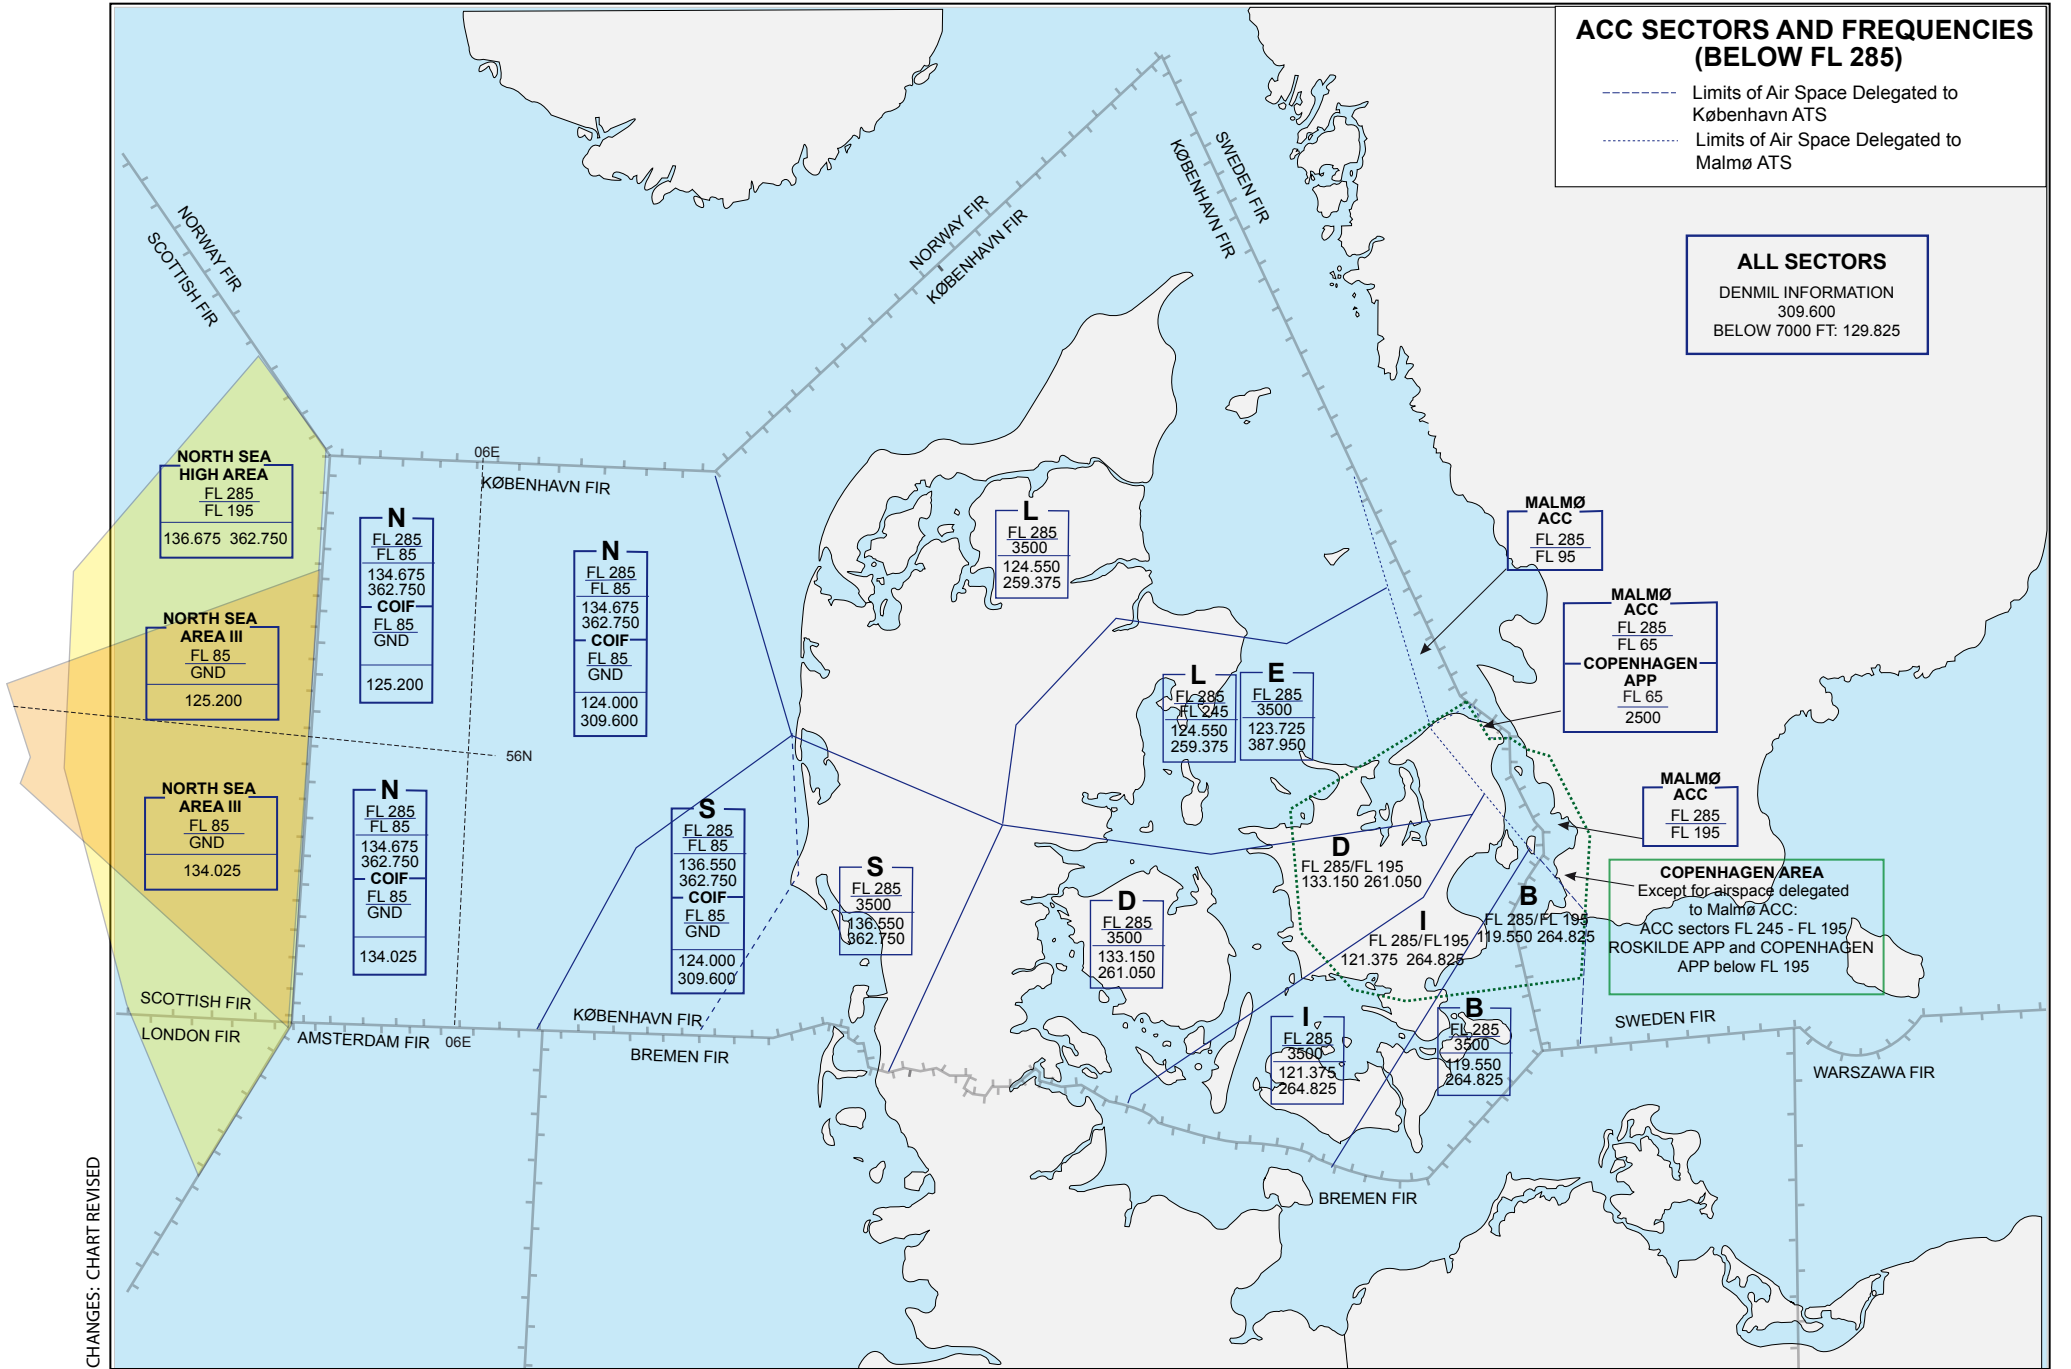 ACC SECTORS AND FREQUENCIES
(BELOW FL 285)
Limits of Air Space Delegated to
København ATS
Limits of Air Space Delegated to
Malmø ATS
ALL SECTORS
DENMIL INFORMATION
309.600
BELOW 7000 FT: 129.825
NORWAY FIR
SCOTTISH FIR
NORWAY FIR
KØBENHAVN FIR
SWEDEN FIR
KØBENHAVN FIR
06E
KØBENHAVN FIR
NORTH SEA
HIGH AREA
FL 285
FL 195
136.675 362.750
N
FL 285
FL 85
134.675
362.750
COIF
FL 85
GND
125.200
N
FL 285
FL 85
134.675
362.750
COIF
FL 85
GND
124.000
309.600
L
FL 285
3500
124.550
259.375
MALMØ
ACC
FL 285
FL 95
NORTH SEA
AREA III
FL 85
GND
125.200
MALMØ
ACC
FL 285
FL 65
COPENHAGEN
APP
FL 65
2500
L
FL 285
FL 245
124.550
259.375
E
FL 285
3500
123.725
387.950
56N
NORTH SEA
AREA III
FL 85
GND
134.025
N
FL 285
FL 85
134.675
362.750
COIF
FL 85
GND
134.025
S
FL 285
FL 85
136.550
362.750
COIF
FL 85
GND
124.000
309.600
S
FL 285
3500
136.550
362.750
D
FL 285
3500
133.150
261.050
D
FL 285/FL 195
133.150 261.050
I
FL 285/FL195
121.375 264.825
B
FL 285/FL 195
119.550 264.825
MALMØ
ACC
FL 285
FL 195
COPENHAGEN AREA
Except for airspace delegated
to Malmø ACC:
ACC sectors FL 245 - FL 195
ROSKILDE APP and COPENHAGEN
APP below FL 195
I
FL 285
3500
121.375
264.825
B
FL 285
3500
119.550
264.825
SCOTTISH FIR
LONDON FIR
AMSTERDAM FIR
06E
KØBENHAVN FIR
BREMEN FIR
SWEDEN FIR
WARSZAWA FIR
BREMEN FIR
CHANGES: CHART REVISED